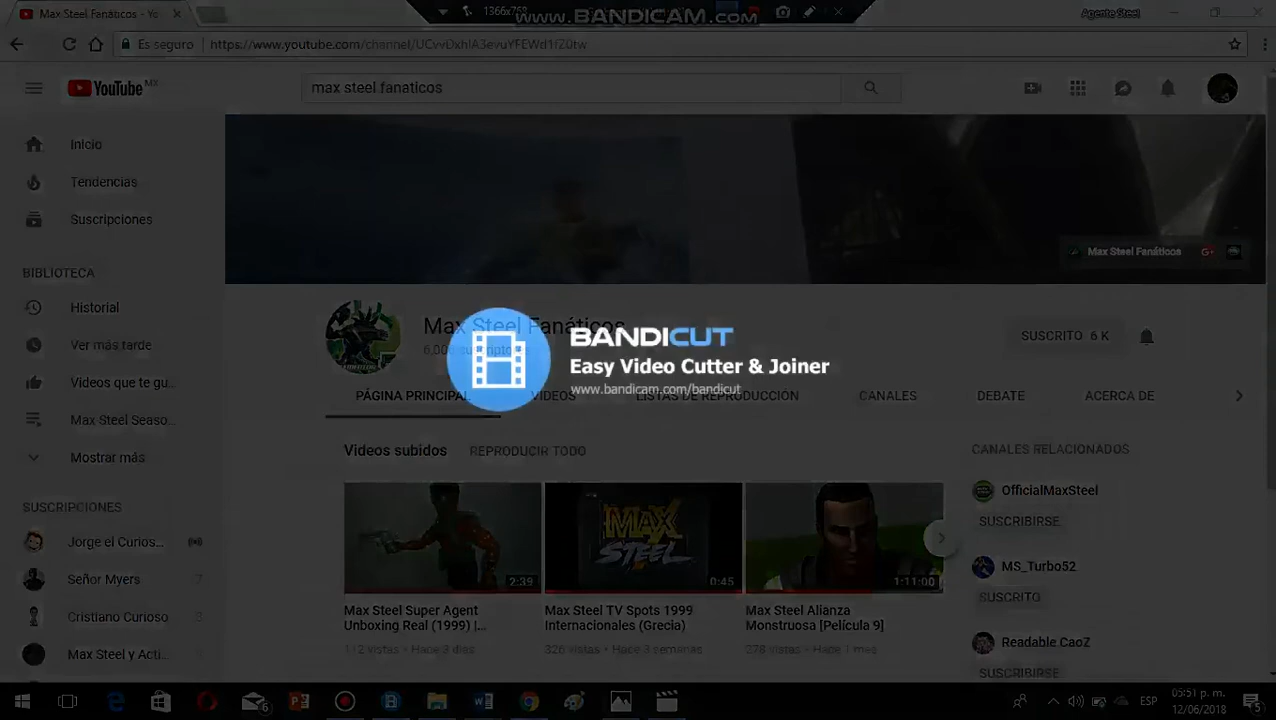 Max Steel Fanáticos - Yo
1366x768
www.BANDICAM.com
Agente Steel
Es seguro
https://www.youtube.com/channel/UCvvDxhIA3evuYFEWd1fZ0tw
YouTube MX
max steel fanaticos
Inicio
Tendencias
Suscripciones
BIBLIOTECA
Historial
Ver más tarde
Videos que te gu...
Max Steel Seaso...
Mostrar más
SUSCRIPCIONES
Jorge el Curios...
Señor Myers 7
Cristiano Curioso 3
Max Steel y Acti...
Max Steel Fanáticos
G+
Max Steel Fanáticos
SUSCRITO 6 K
BANDICUT
Easy Video Cutter & Joiner
www.bandicam.com/bandicut
PÁGINA PRINCIPAL
VIDEOS
LISTAS DE REPRODUCCIÓN
CANALES
DEBATE
ACERCA DE
Videos subidos
REPRODUCIR TODO
MAX
STEEL
2:39
0:45
1:11:00
Max Steel Super Agent
Unboxing Real (1999) |...
112 vistas • Hace 3 días
Max Steel TV Spots 1999
Internacionales (Grecia)
326 vistas • Hace 3 semanas
Max Steel Alianza
Monstruosa [Película 9]
278 vistas • Hace 1 mes
CANALES RELACIONADOS
OfficialMaxSteel
SUSCRIBIRSE
MS_Turbo52
SUSCRITO
Readable CaoZ
SUSCRIBIRSE
6
ESP
05:51 p. m.
12/06/2018
5